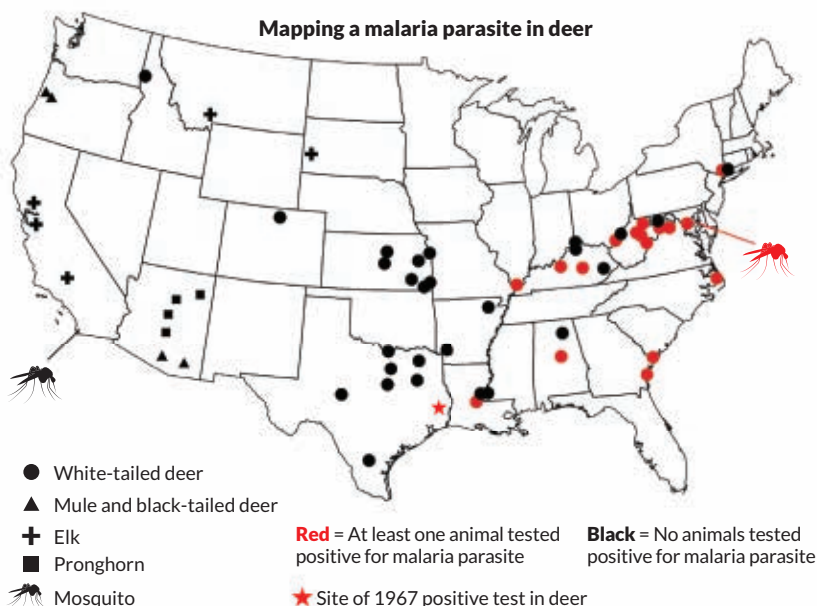 Mapping a malaria parasite in deer
White-tailed deer
Mule and black-tailed deer
Elk
Pronghorn
Mosquito
Red = At least one animal tested
positive for malaria parasite
Black = No animals tested
positive for malaria parasite
Site of 1967 positive test in deer